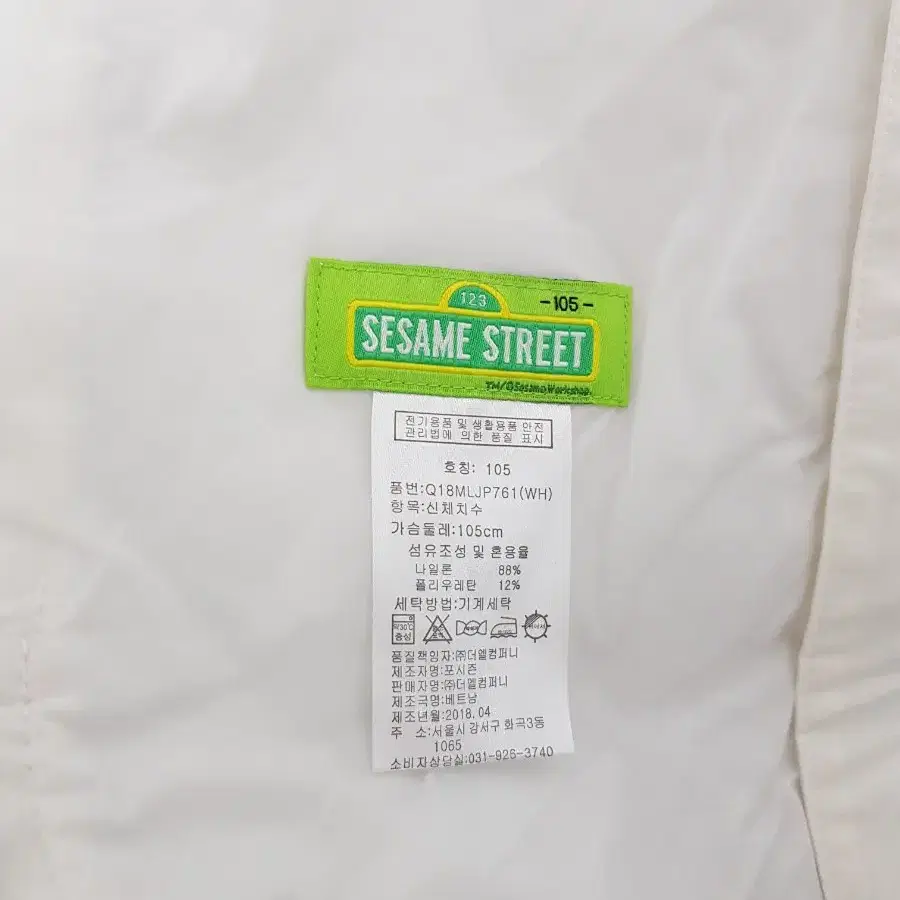 123
-105-
SESAME STREET
TM/©Sesame Workshop
전기용품 및 생활용품 안전
관리법에 의한 품질 표시
호칭: 105
품번:Q18MLJP761(WH)
항목:신체치수
가슴둘레:105cm
섬유조성 및 혼용율
나일론 88%
폴리우레탄 12%
세탁방법:기계세탁
약30℃
중성
품질책임자:㈜더엘컴퍼니
제조자명:포시즌
판매자명:㈜더엘컴퍼니
제조국명:베트남
제조년월:2018.04
주 소:서울시 강서구 화곡3동
1065
소비자상담실:031-926-3740